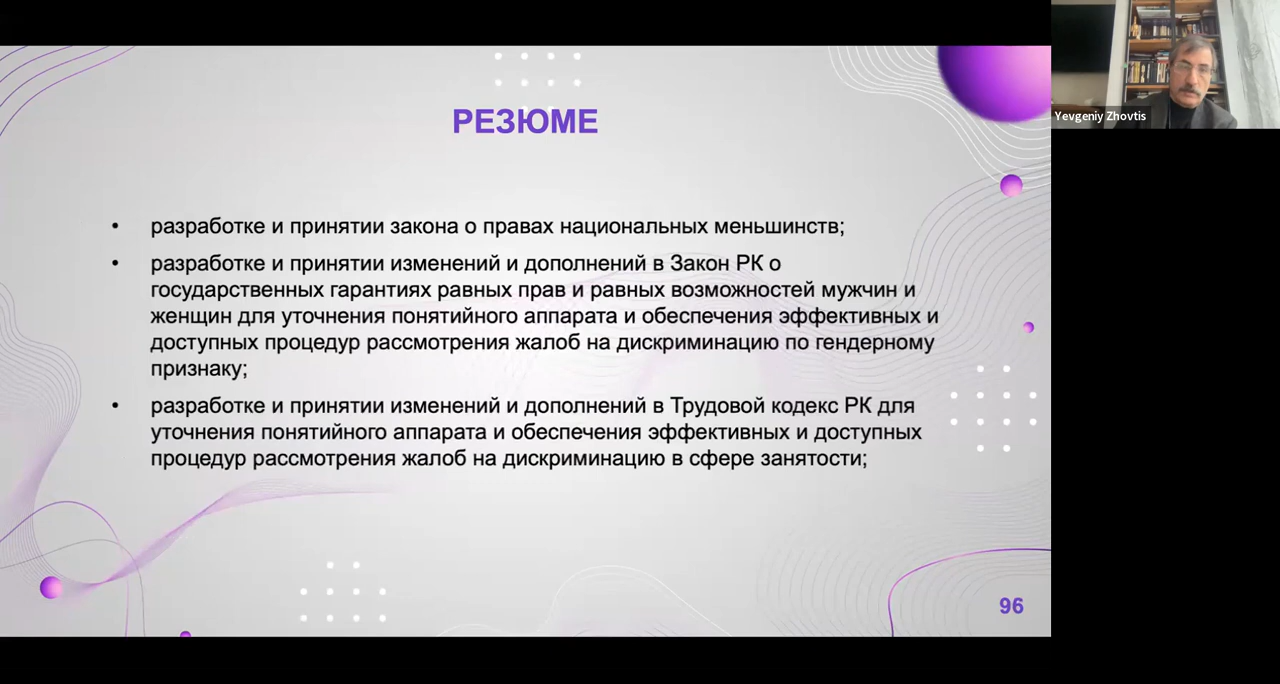 РЕЗЮМЕ
• разработке и принятии закона о правах национальных меньшинств;
• разработке и принятии изменений и дополнений в Закон РК о
государственных гарантиях равных прав и равных возможностей мужчин и
женщин для уточнения понятийного аппарата и обеспечения эффективных и
доступных процедур рассмотрения жалоб на дискриминацию по гендерному
признаку;
• разработке и принятии изменений и дополнений в Трудовой кодекс РК для
уточнения понятийного аппарата и обеспечения эффективных и доступных
процедур рассмотрения жалоб на дискриминацию в сфере занятости;
96
Yevgeniy Zhovtis